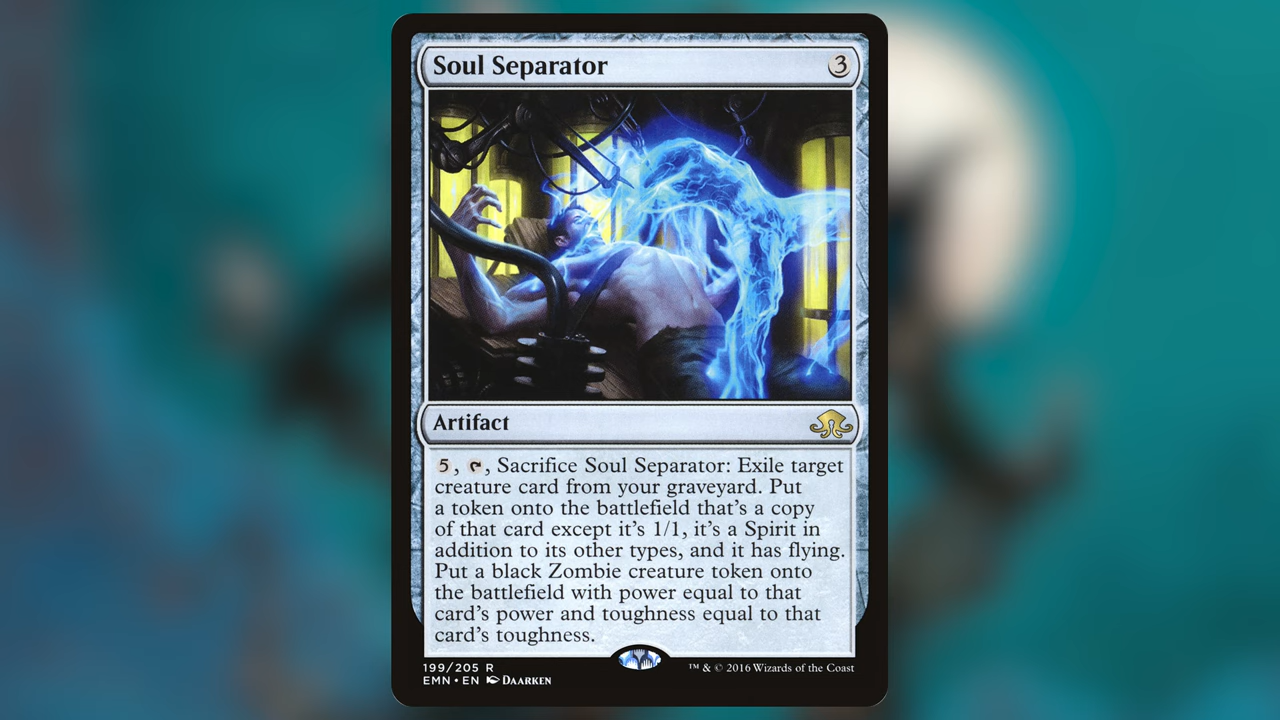 Soul Separator 3
Artifact
5, , Sacrifice Soul Separator: Exile target
creature card from your graveyard. Put
a token onto the battlefield that's a copy
of that card except it's 1/1, it's a Spirit in
addition to its other types, and it has flying.
Put a black Zombie creature token onto
the battlefield with power equal to that
card's power and toughness equal to that
card's toughness.
199/205 R
EMN • EN DAARKEN
™ & © 2016 Wizards of the Coast